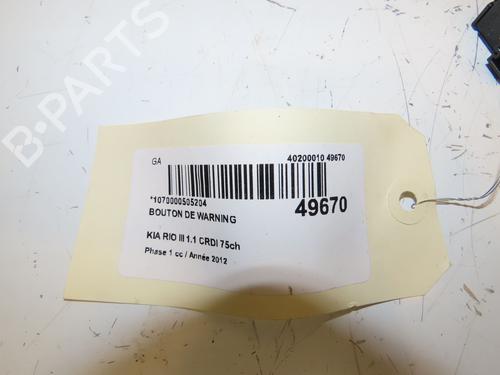 B-PARTS
GA
40200010 49670
*1070000505204
BOUTON DE WARNING
49670
KIA RIO III 1.1 CRDI 75ch
Phase 1 cc / Année 2012